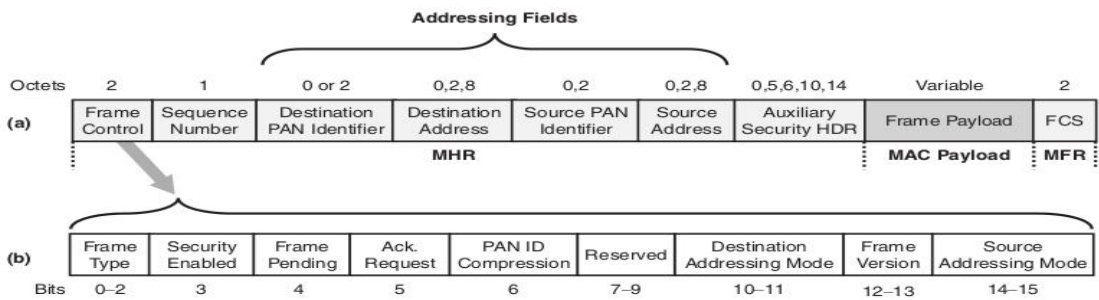 Addressing Fields
Octets 2 1 0 or 2 0,2,8 0,2 0,2,8 0,5,6,10,14 Variable 2
(a) Frame Control Sequence Number Destination PAN Identifier Destination Address Source PAN Identifier Source Address Auxiliary Security HDR Frame Payload FCS
MHR MAC Payload MFR
(b) Frame Type Security Enabled Frame Pending Ack. Request PAN ID Compression Reserved Destination Addressing Mode Frame Version Source Addressing Mode
Bits 0–2 3 4 5 6 7–9 10–11 12–13 14–15